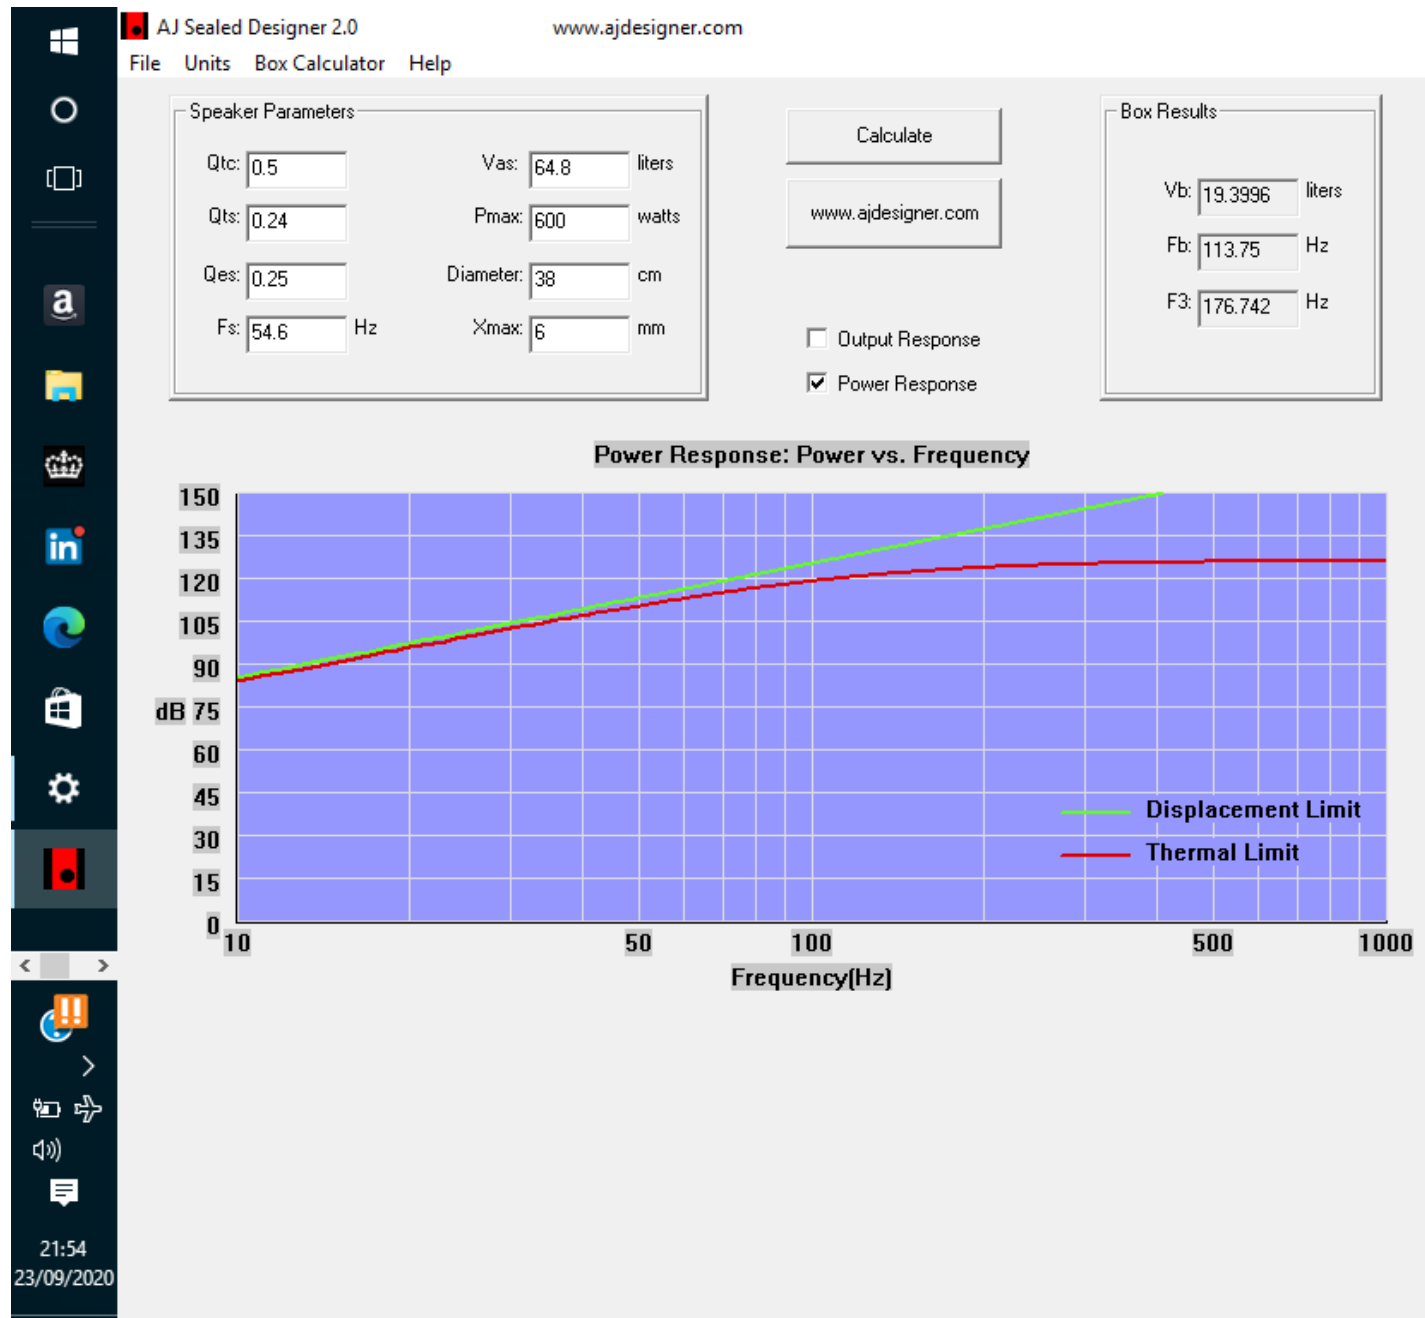 AJ Sealed Designer 2.0 www.ajdesigner.com
File Units Box Calculator Help
Speaker Parameters
Qtc: 0.5 Vas: 64.8 liters
Qts: 0.24 Pmax: 600 watts
Qes: 0.25 Diameter: 38 cm
Fs: 54.6 Hz Xmax: 6 mm
Calculate
www.ajdesigner.com
Output Response
Power Response
Box Results
Vb: 19.3996 liters
Fb: 113.75 Hz
F3: 176.742 Hz
Power Response: Power vs. Frequency
150
135
120
105
90
dB 75
60
45
30
15
0
Displacement Limit
Thermal Limit
10 50 100 500 1000
Frequency(Hz)
a
in
!!
21:54
23/09/2020